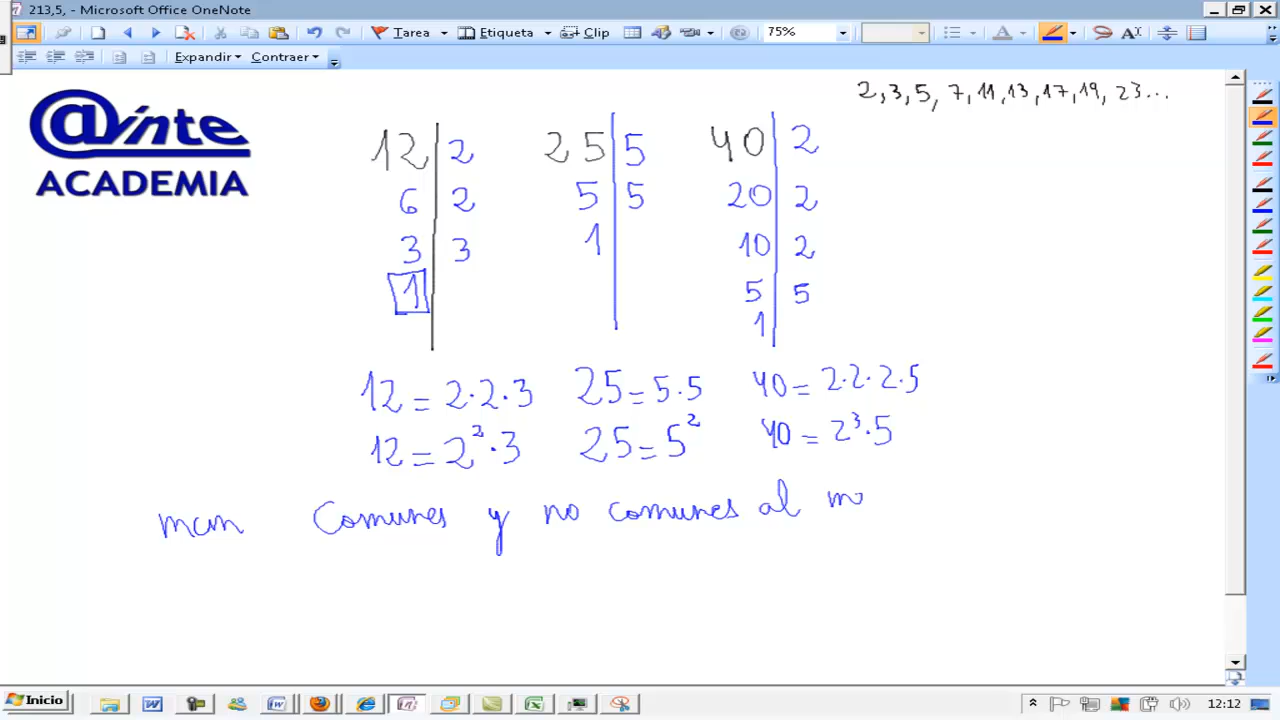 213,5, - Microsoft Office OneNote
Tarea Etiqueta Clip 75%
Expandir Contraer
2, 3, 5, 7, 11, 13, 17, 19, 23...
@inte
ACADEMIA
12 | 2 25 | 5 40 | 2
6 | 2 5 | 5 20 | 2
3 | 3 1 10 | 2
1 5 | 5
1
12 = 2·2·3 25 = 5·5 40 = 2·2·2·5
12 = 2²·3 25 = 5² 40 = 2³·5
mcm Comunes y no comunes al m
Inicio 12:12